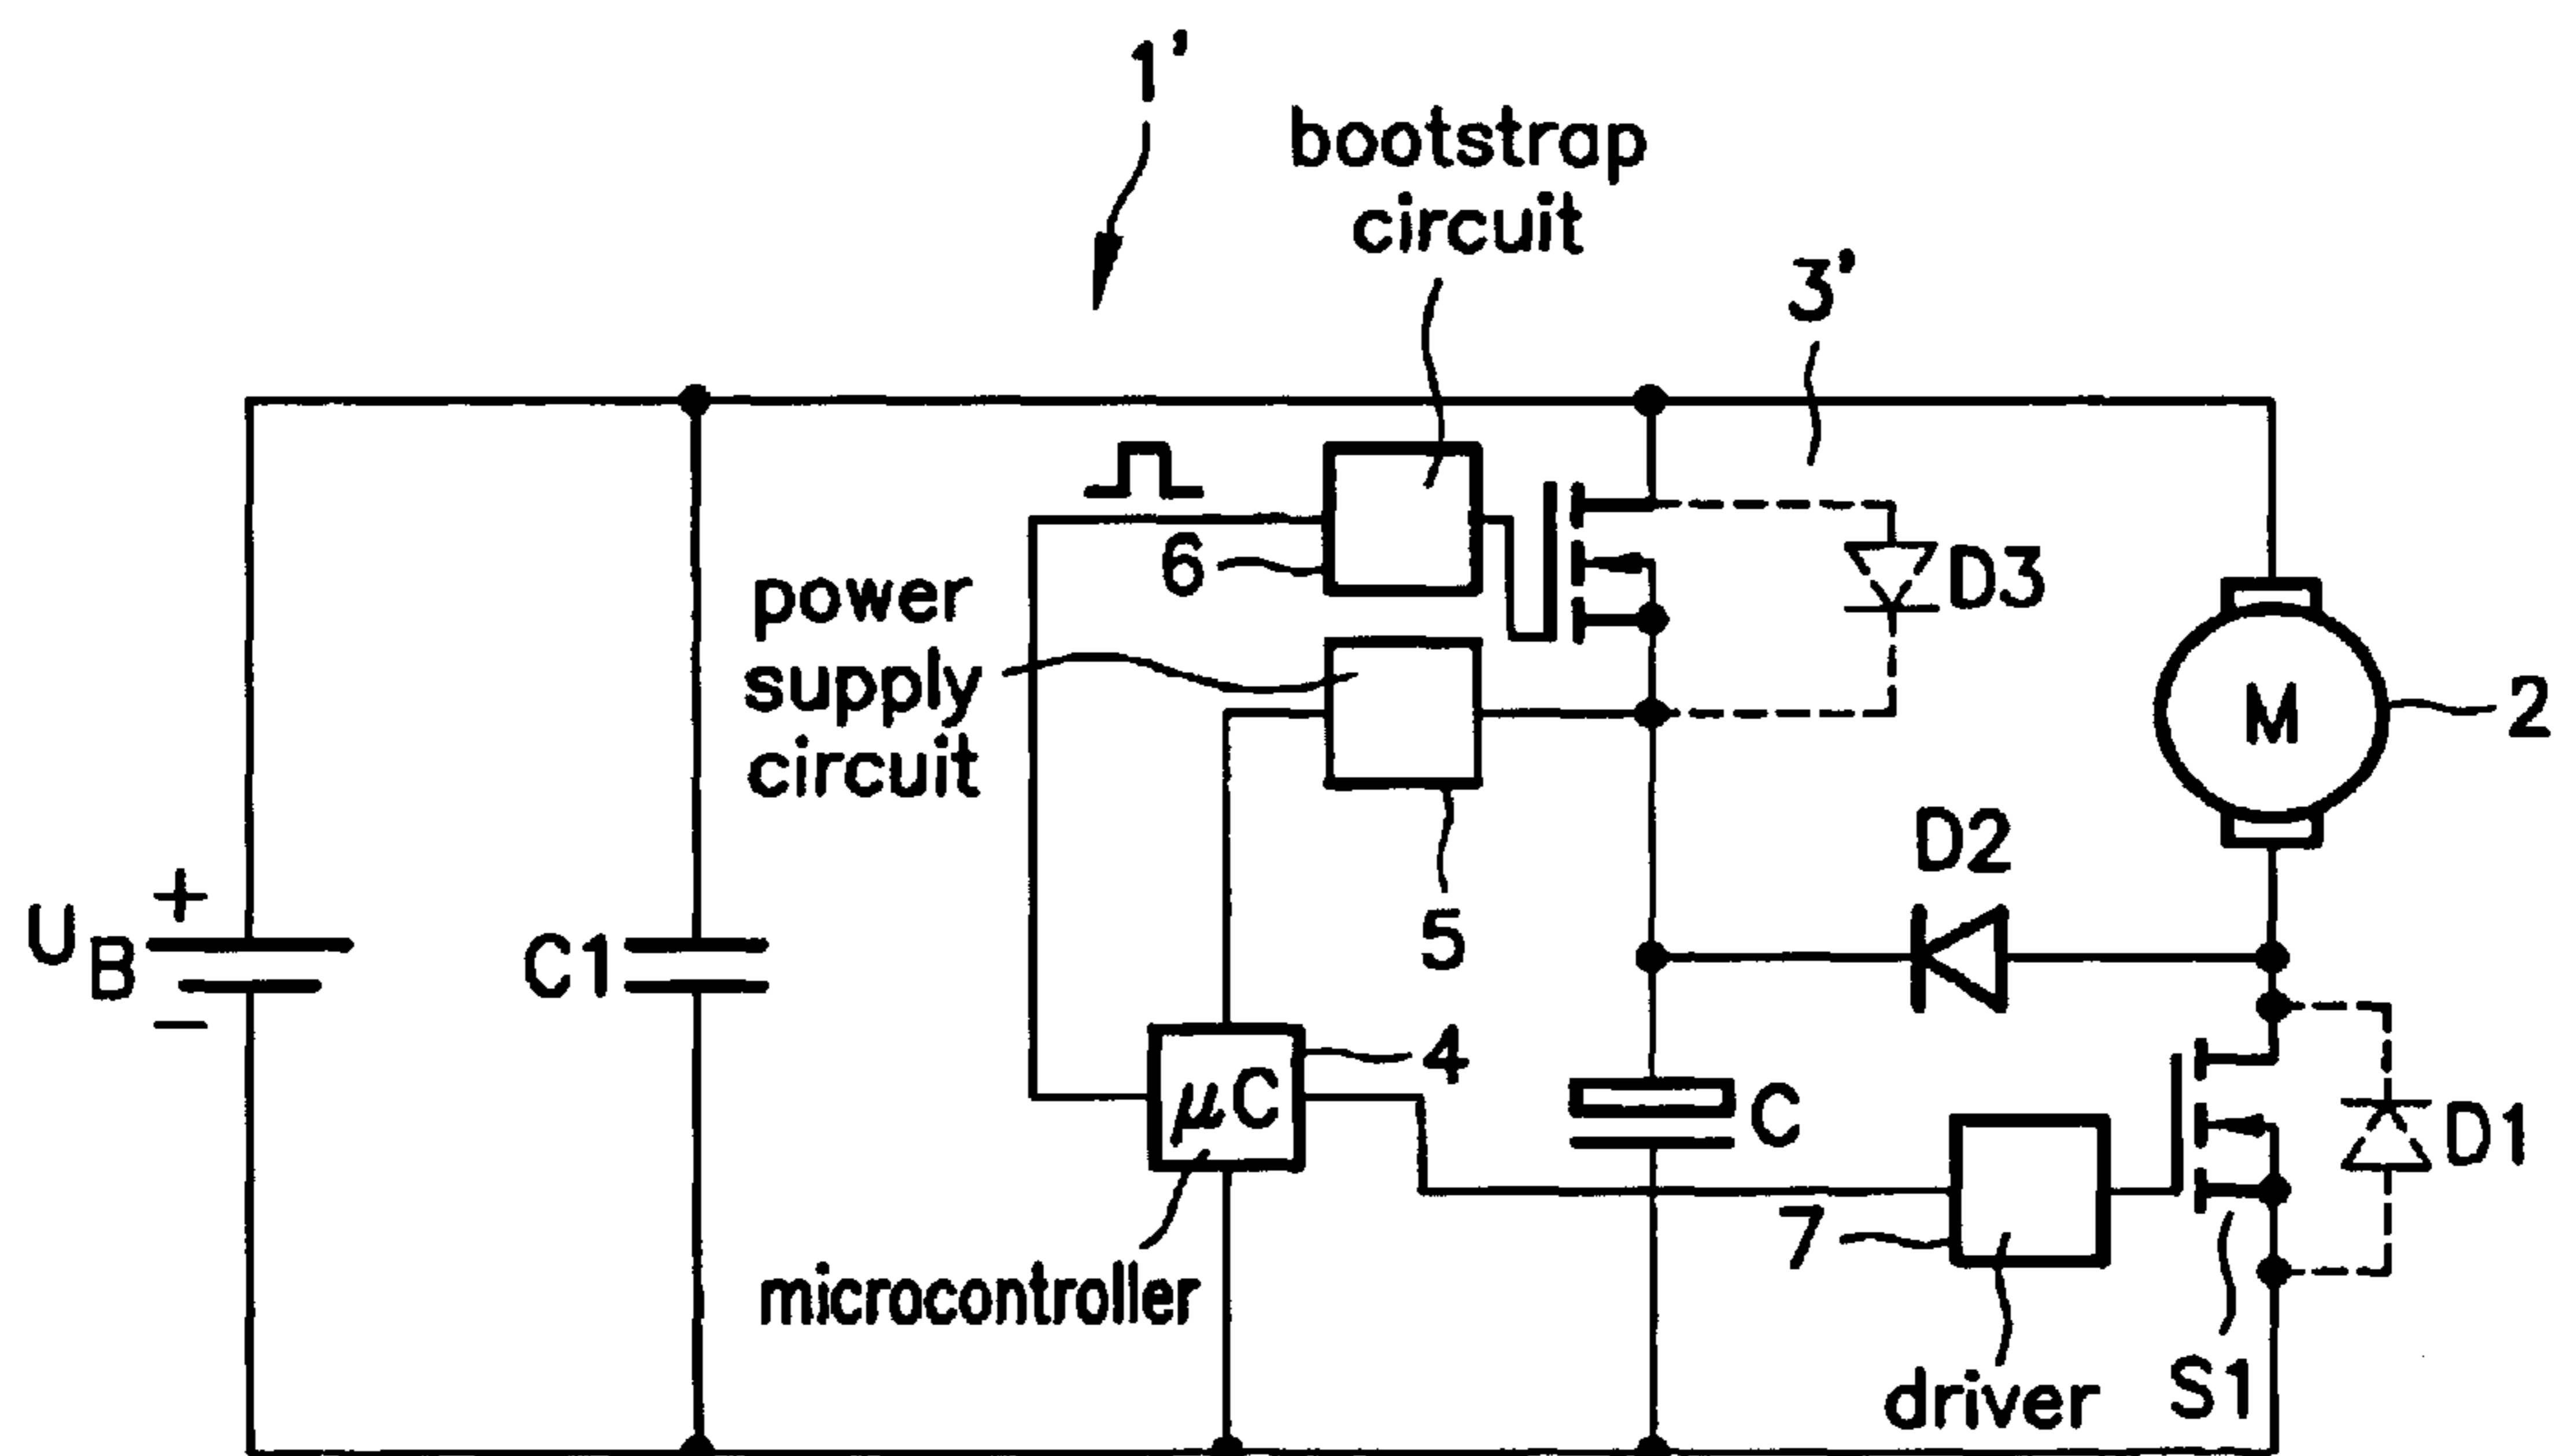 1'
bootstrap
circuit
3'
6
D3
power
supply
circuit
M
2
D2
5
+
UB
−
C1
4
μC
C
D1
7
microcontroller
driver
S1